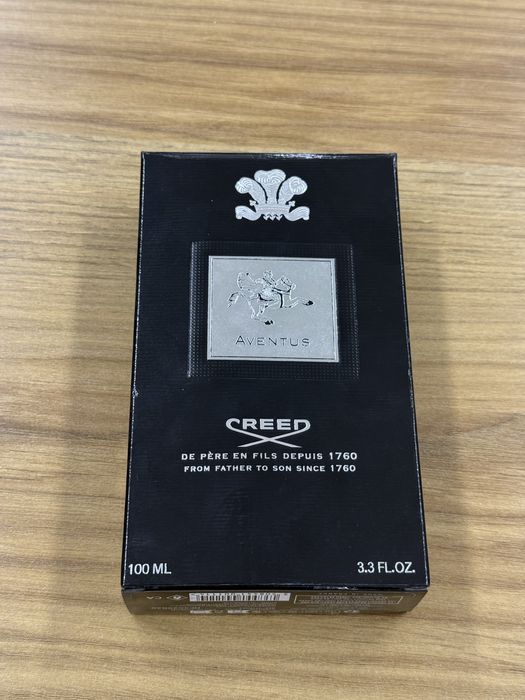 AVENTUS
CREED
DE PÈRE EN FILS DEPUIS 1760
FROM FATHER TO SON SINCE 1760
100 ML
3.3 FL.OZ.